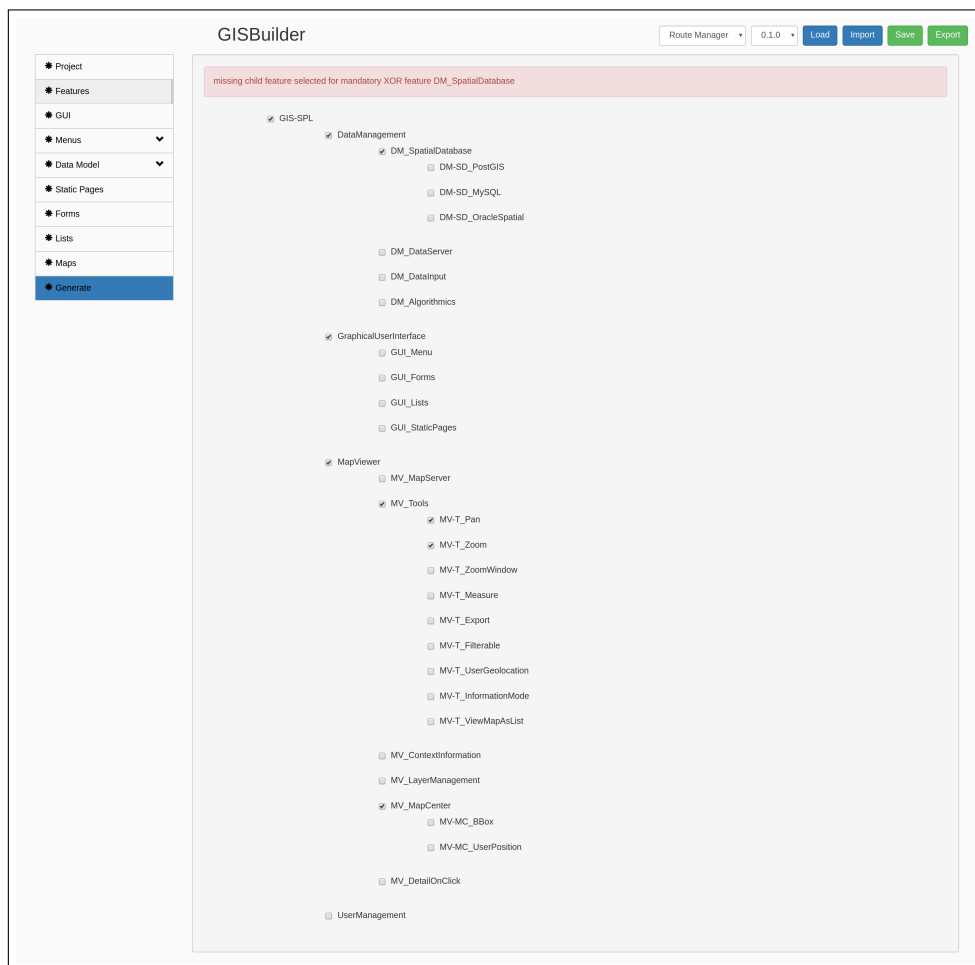 GISBuilder
Route Manager
0.1.0
Load
Import
Save
Export
Project
Features
GUI
Menus
Data Model
Static Pages
Forms
Lists
Maps
Generate
missing child feature selected for mandatory XOR feature DM_SpatialDatabase
GIS-SPL
DataManagement
DM_SpatialDatabase
DM-SD_PostGIS
DM-SD_MySQL
DM-SD_OracleSpatial
DM_DataServer
DM_DataInput
DM_Algorithmics
GraphicalUserInterface
GUI_Menu
GUI_Forms
GUI_Lists
GUI_StaticPages
MapViewer
MV_MapServer
MV_Tools
MV-T_Pan
MV-T_Zoom
MV-T_ZoomWindow
MV-T_Measure
MV-T_Export
MV-T_Filterable
MV-T_UserGeolocation
MV-T_InformationMode
MV-T_ViewMapAsList
MV_ContextInformation
MV_LayerManagement
MV_MapCenter
MV-MC_BBox
MV-MC_UserPosition
MV_DetailOnClick
UserManagement